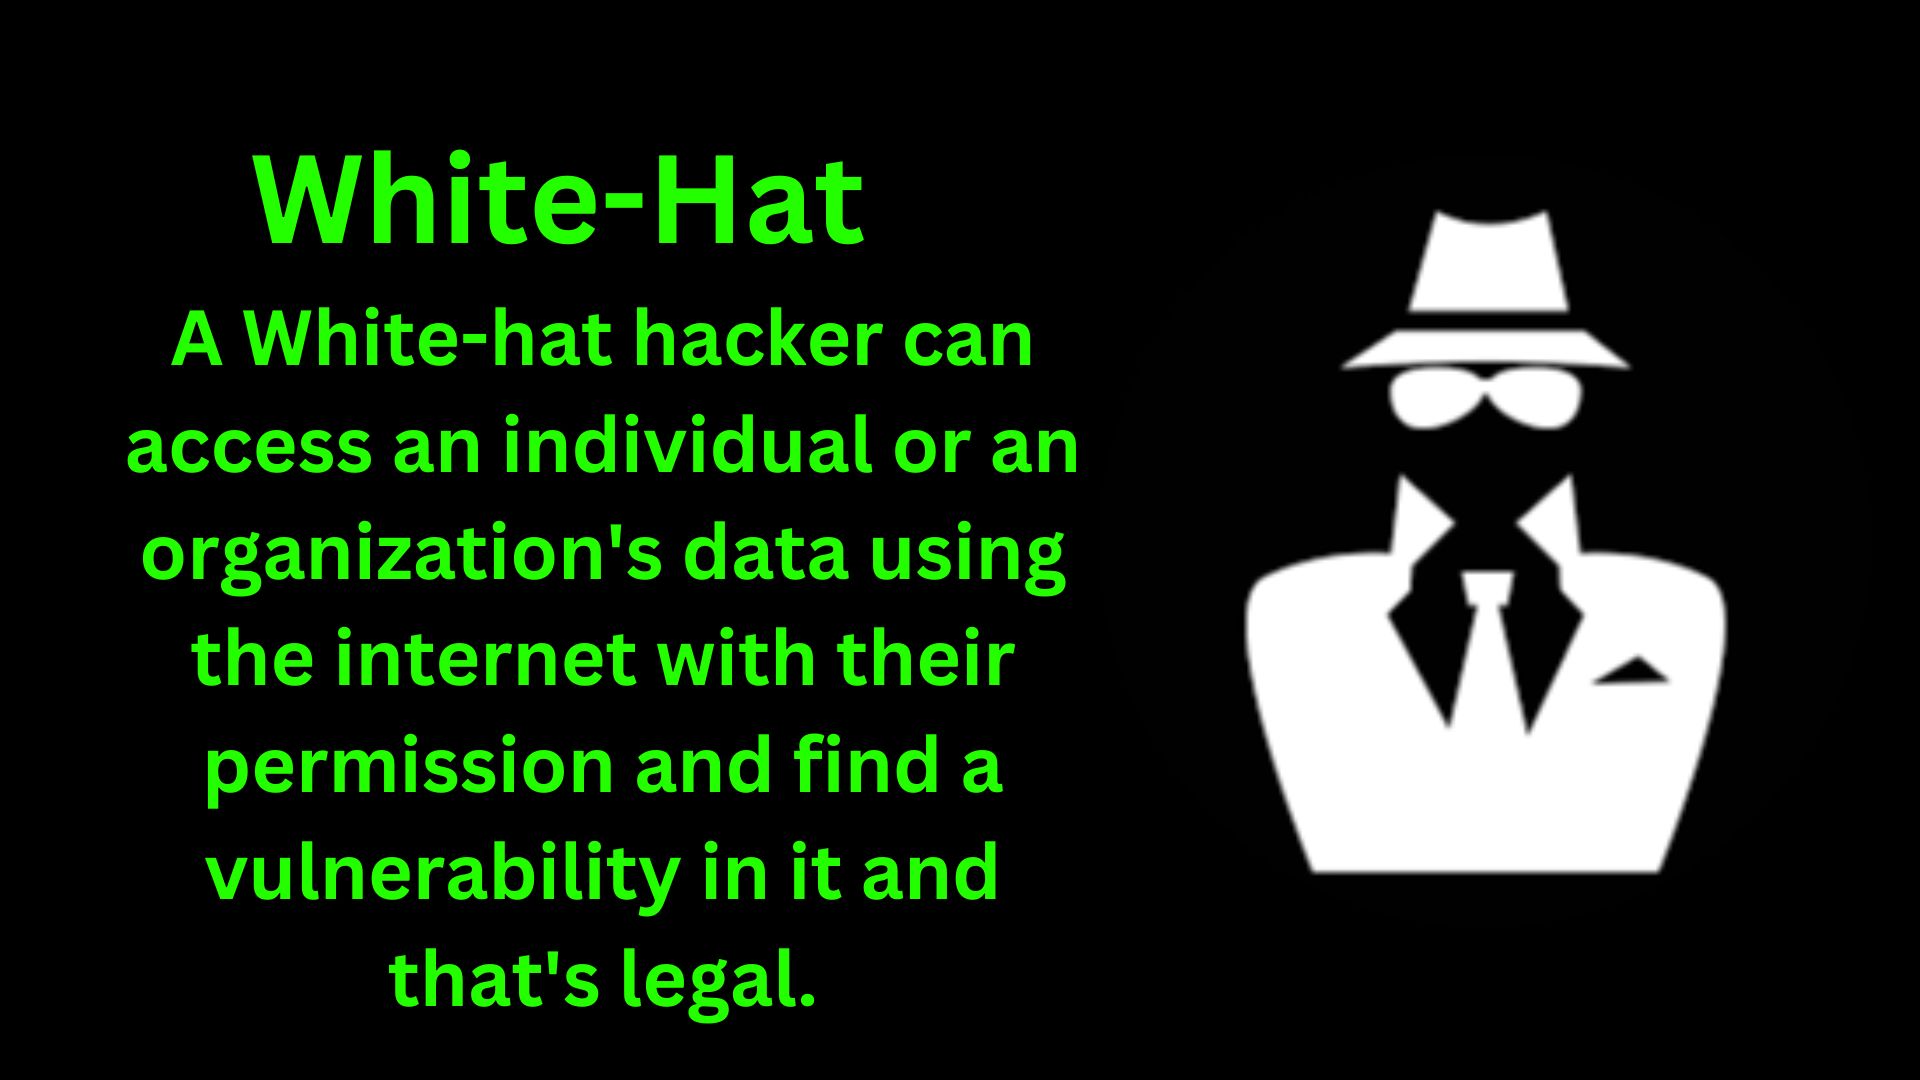 White-Hat
A White-hat hacker can
access an individual or an
organization's data using
the internet with their
permission and find a
vulnerability in it and
that's legal.